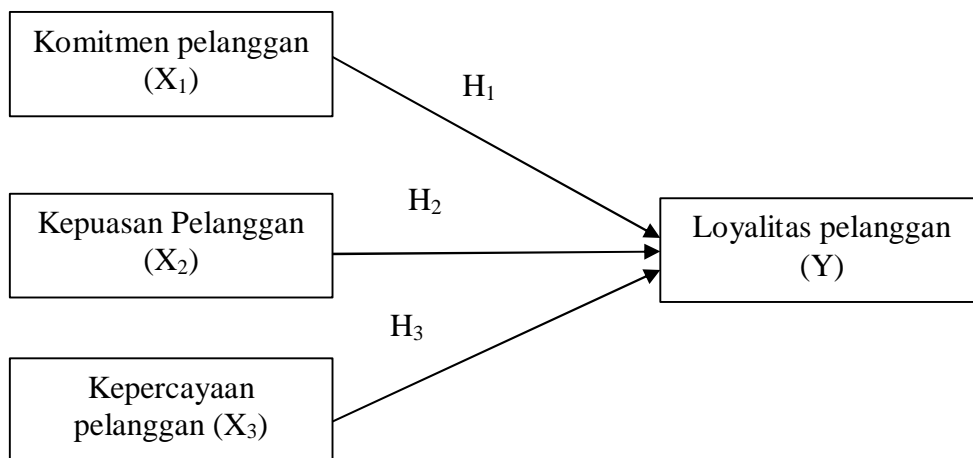 Komitmen pelanggan
(X₁)
H₁
Kepuasan Pelanggan
(X₂)
H₂
Loyalitas pelanggan
(Y)
H₃
Kepercayaan
pelanggan (X₃)